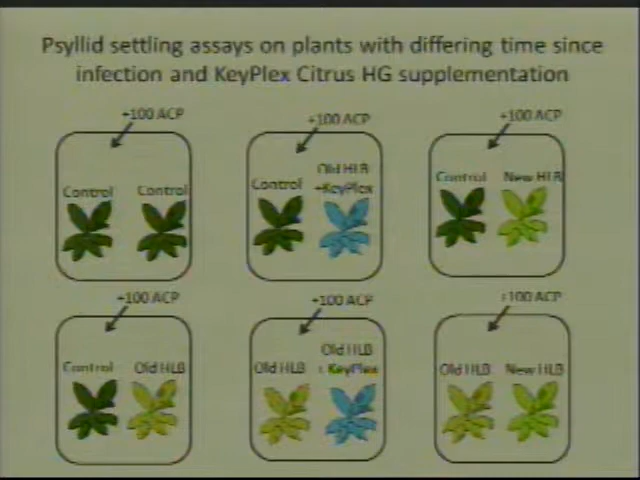 Psyllid settling assays on plants with differing time since
infection and KeyPlex Citrus HG supplementation
+100 ACP
Control Control
+100 ACP
Control Old HLB
+KeyPlex
+100 ACP
Control New HLB
+100 ACP
Control Old HLB
+100 ACP
Old HLB Old HLB
+ KeyPlex
+100 ACP
Old HLB New HLB